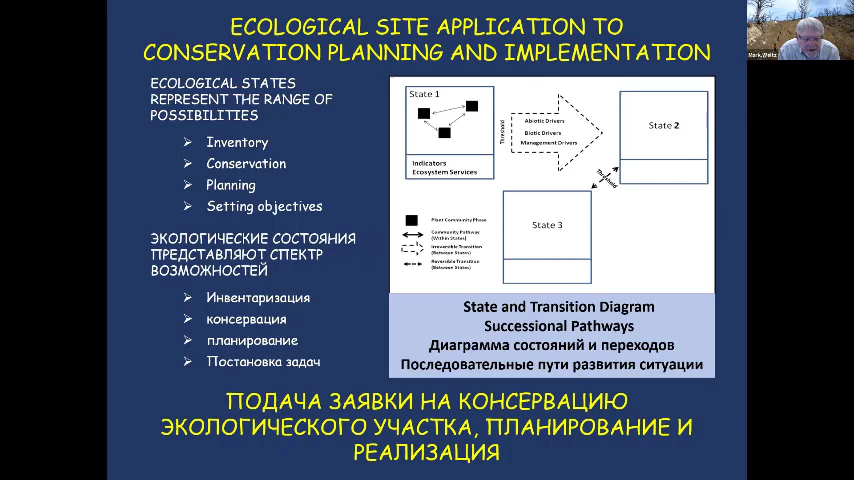 ECOLOGICAL SITE APPLICATION TO
CONSERVATION PLANNING AND IMPLEMENTATION
ECOLOGICAL STATES
REPRESENT THE RANGE OF
POSSIBILITIES
Inventory
Conservation
Planning
Setting objectives
ЭКОЛОГИЧЕСКИЕ СОСТОЯНИЯ
ПРЕДСТАВЛЯЮТ СПЕКТР
ВОЗМОЖНОСТЕЙ
Инвентаризация
консервация
планирование
Постановка задач
State 1
Indicators
Ecosystem Services
Threshold
Abiotic Drivers
Biotic Drivers
Management Drivers
State 2
Threshold
State 3
Plant Community Phase
Community Pathway
(Within States)
Irreversible Transition
(Between States)
Reversible Transition
(Between States)
State and Transition Diagram
Successional Pathways
Диаграмма состояний и переходов
Последовательные пути развития ситуации
ПОДАЧА ЗАЯВКИ НА КОНСЕРВАЦИЮ
ЭКОЛОГИЧЕСКОГО УЧАСТКА, ПЛАНИРОВАНИЕ И
РЕАЛИЗАЦИЯ
Mark Weltz